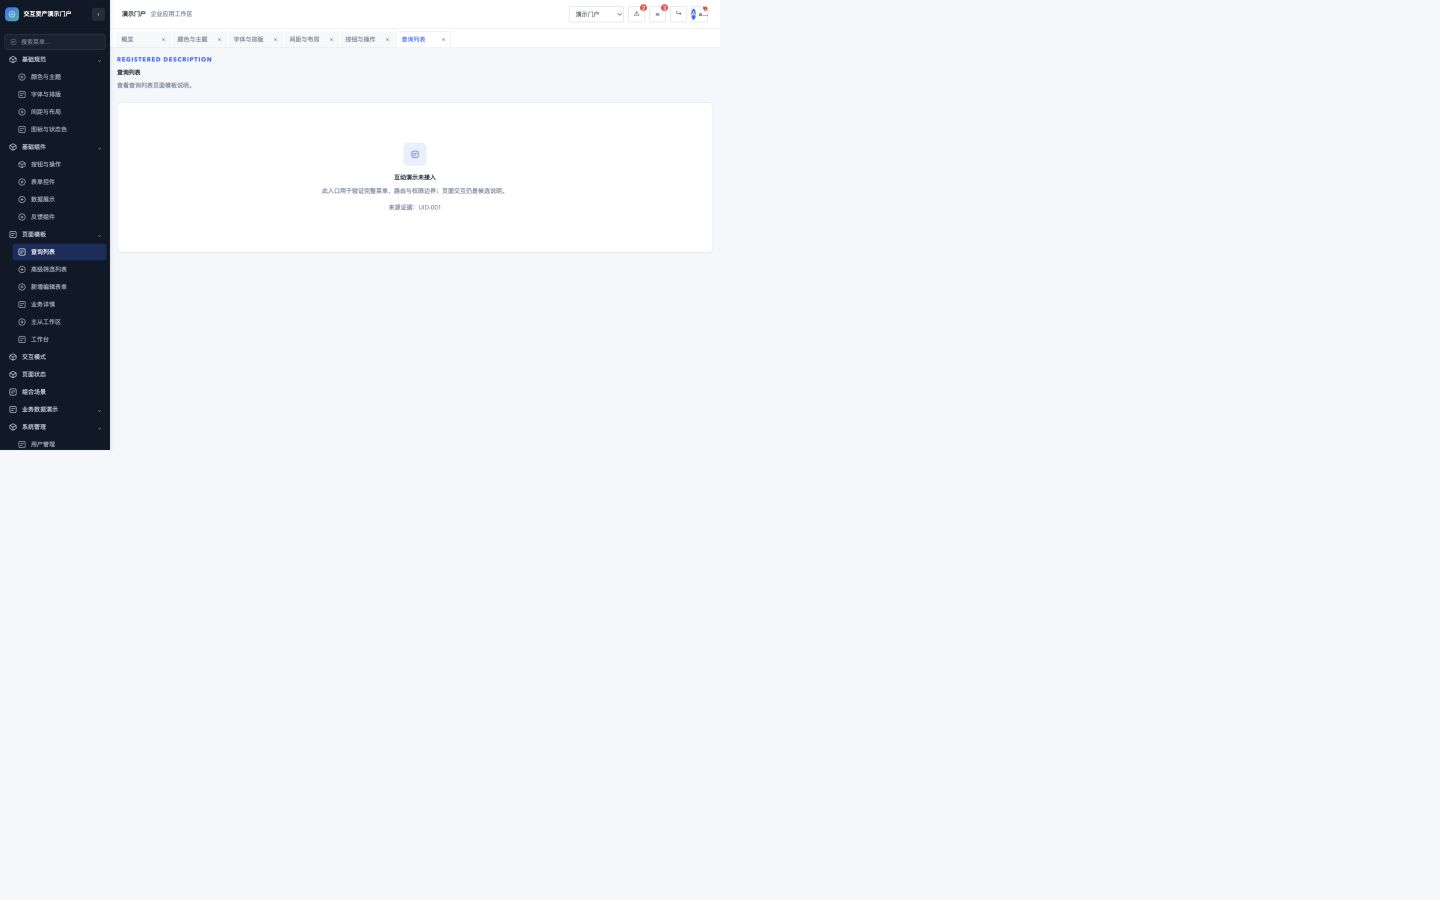 交互资产演示门户
搜索菜单...
基础规范
颜色与主题
字体与排版
间距与布局
图标与状态色
基础组件
按钮与操作
表单控件
数据展示
反馈组件
页面模板
查询列表
高级筛选列表
新增编辑表单
业务详情
主从工作区
工作台
交互模式
页面状态
组合场景
业务数据演示
系统管理
用户管理
演示门户 企业应用工作区
演示门户
2
3
概览 × 颜色与主题 × 字体与排版 × 间距与布局 × 按钮与操作 × 查询列表 ×
REGISTERED DESCRIPTION
查询列表
查看查询列表页面模板说明。
互动演示未接入
此入口用于验证完整菜单、路由与权限边界；页面交互仍是候选说明。
来源证据：UID-001